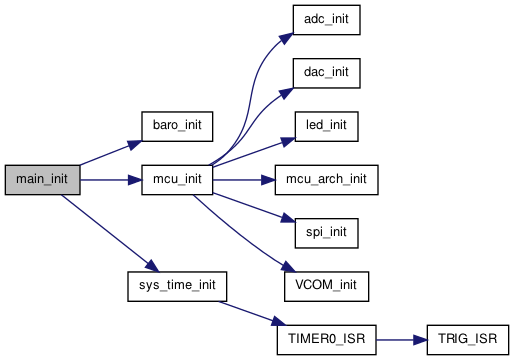 adc_init
dac_init
baro_init
led_init
main_init
mcu_init
mcu_arch_init
spi_init
sys_time_init
VCOM_init
TIMER0_ISR
TRIG_ISR